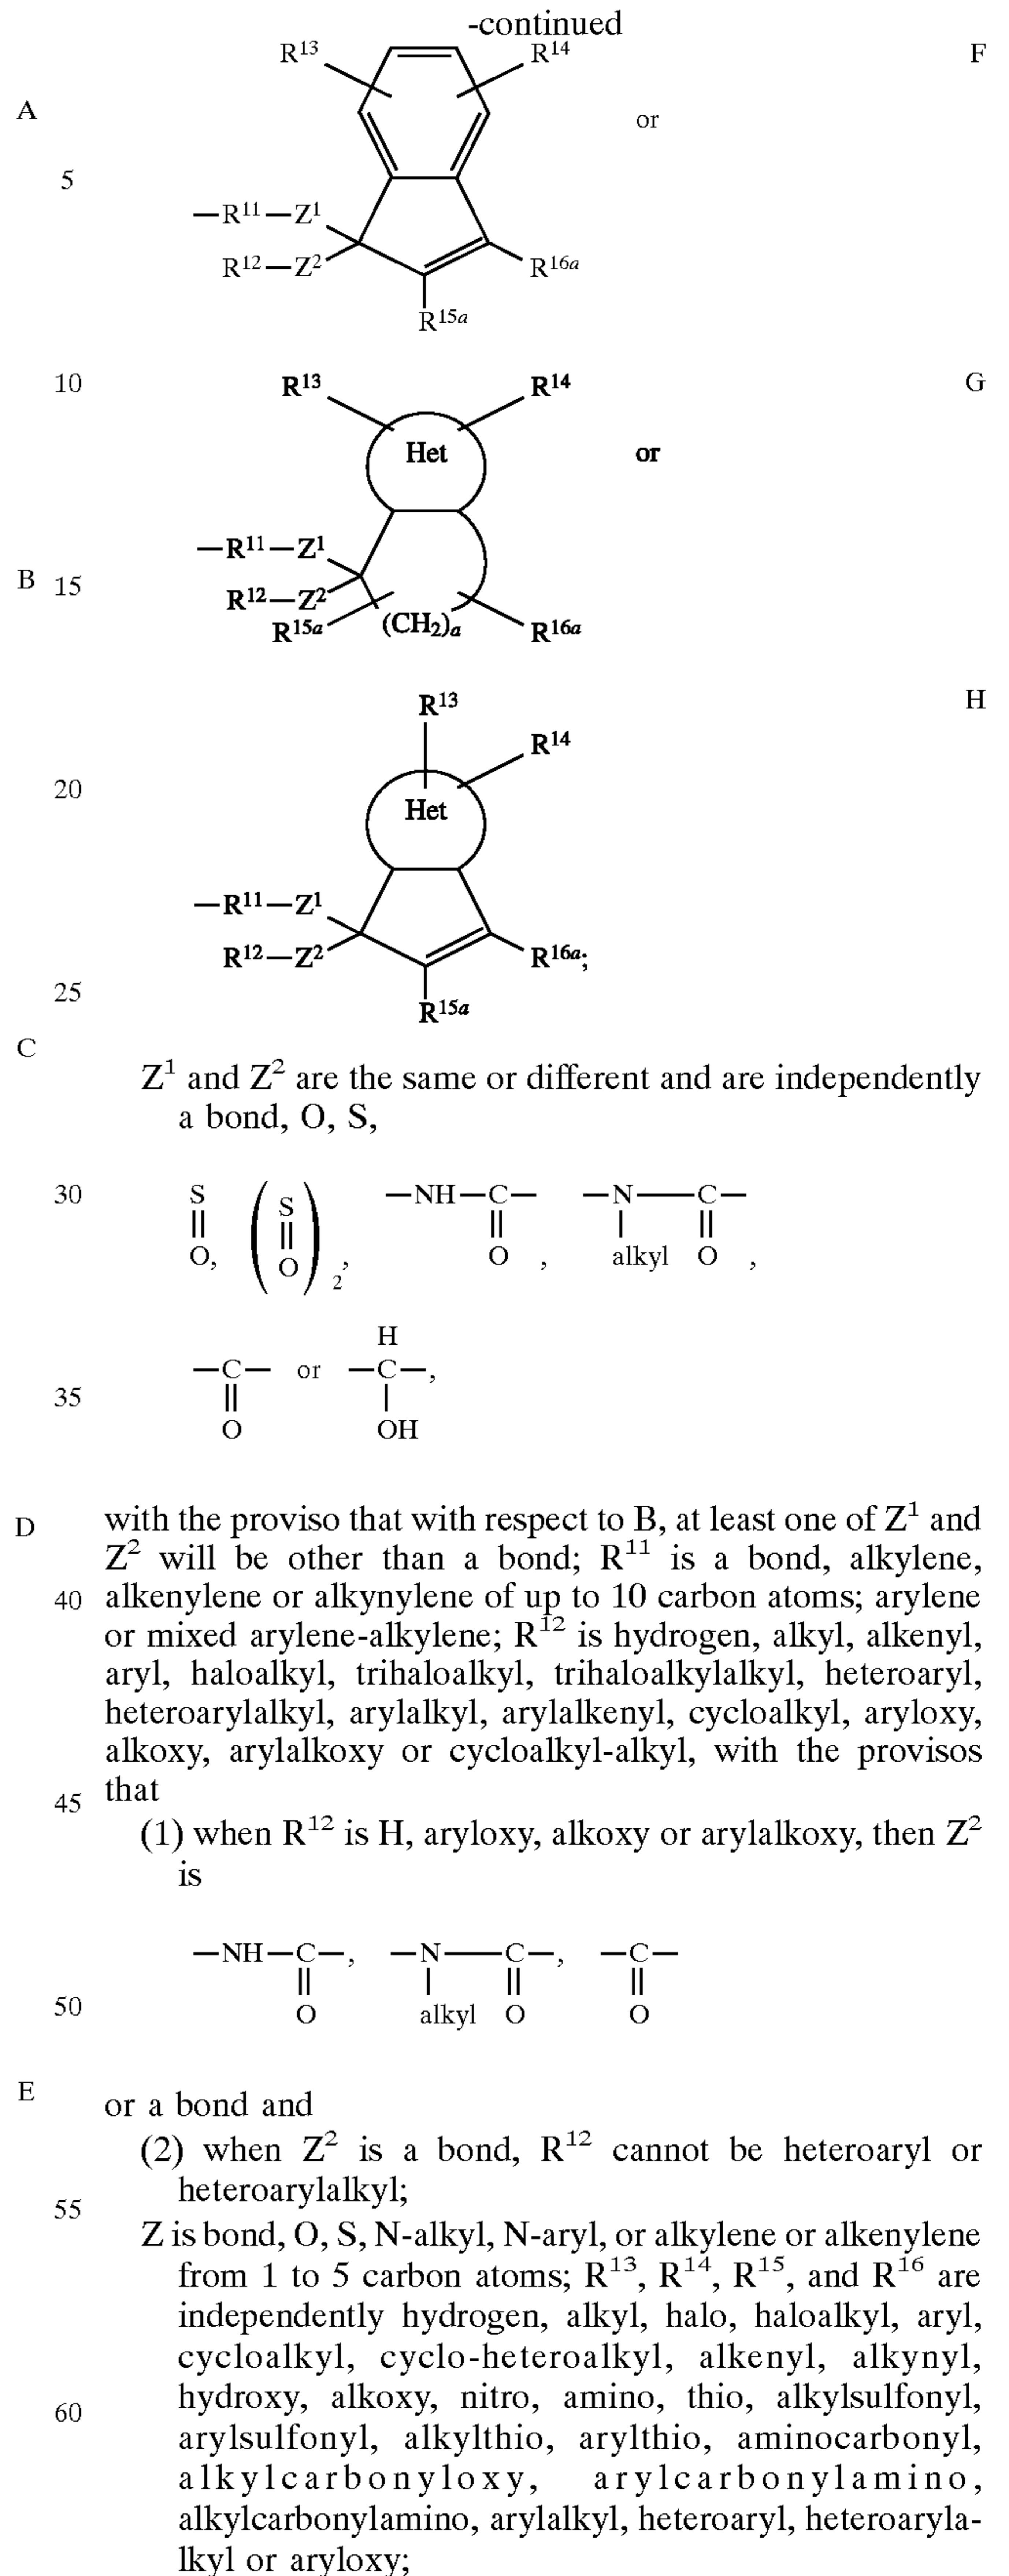 -continued
R13 R14 F
A or
5
—R11—Z1
R12—Z2 R16a
R15a
10 R13 R14 G
Het or
—R11—Z1
B 15
R12—Z2
R15a (CH2)a R16a
R13 H
R14
20
Het
—R11—Z1
R12—Z2 R16a;
25
R15a
C
Z1 and Z2 are the same or different and are independently
a bond, O, S,
30 S ( S )2, —NH—C— —N—C—
|| || || | ||
O, O O , alkyl O ,
H
—C— or —C—,
35 || |
O OH
D with the proviso that with respect to B, at least one of Z1 and
Z2 will be other than a bond; R11 is a bond, alkylene,
40 alkenylene or alkynylene of up to 10 carbon atoms; arylene
or mixed arylene-alkylene; R12 is hydrogen, alkyl, alkenyl,
aryl, haloalkyl, trihaloalkyl, trihaloalkylalkyl, heteroaryl,
heteroarylalkyl, arylalkyl, arylalkenyl, cycloalkyl, aryloxy,
alkoxy, arylalkoxy or cycloalkyl-alkyl, with the provisos
45 that
(1) when R12 is H, aryloxy, alkoxy or arylalkoxy, then Z2
is
—NH—C—, —N—C—, —C—
|| | || ||
50 O alkyl O O
E or a bond and
(2) when Z2 is a bond, R12 cannot be heteroaryl or
55 heteroarylalkyl;
Z is bond, O, S, N-alkyl, N-aryl, or alkylene or alkenylene
from 1 to 5 carbon atoms; R13, R14, R15, and R16 are
independently hydrogen, alkyl, halo, haloalkyl, aryl,
cycloalkyl, cyclo-heteroalkyl, alkenyl, alkynyl,
60 hydroxy, alkoxy, nitro, amino, thio, alkylsulfonyl,
arylsulfonyl, alkylthio, arylthio, aminocarbonyl,
alkylcarbonyloxy, arylcarbonylamino,
alkylcarbonylamino, arylalkyl, heteroaryl, heteroaryla-
lkyl or aryloxy;